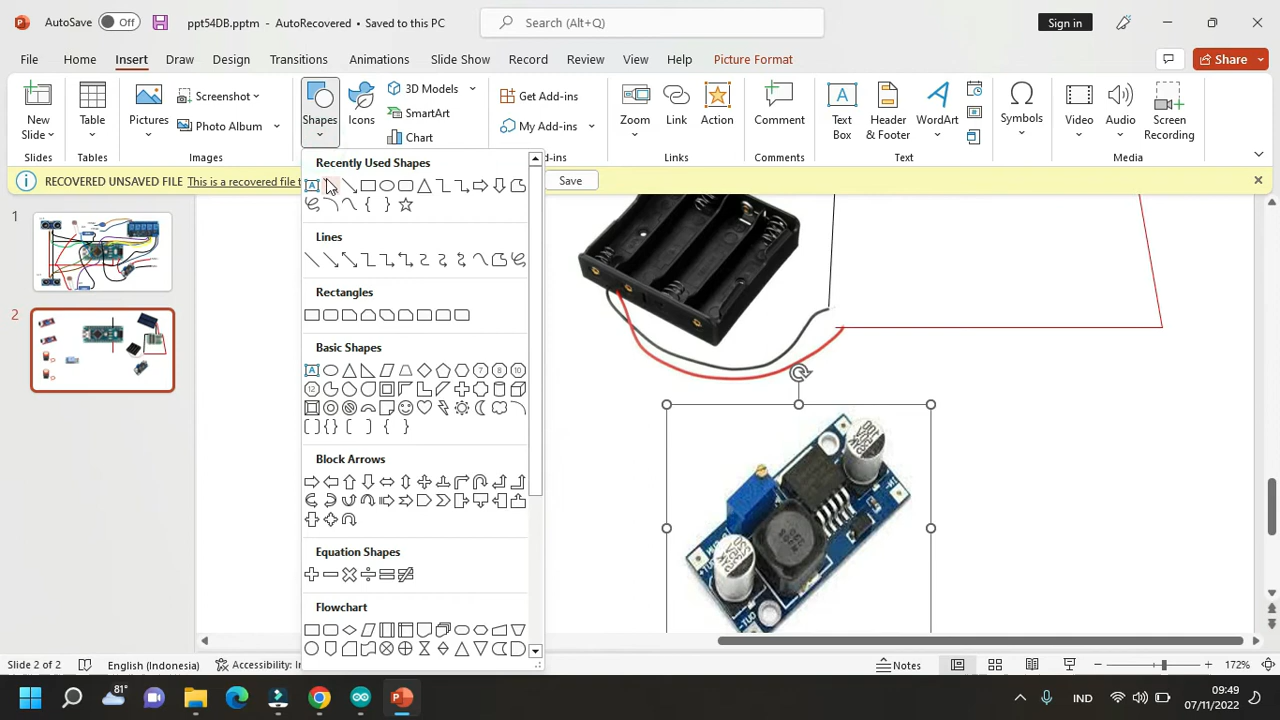 AutoSave Off ppt54DB.pptm - AutoRecovered • Saved to this PC Search (Alt+Q) Sign in
File Home Insert Draw Design Transitions Animations Slide Show Record Review View Help Picture Format Share
New Slide
Table
Pictures
Screenshot
Photo Album
Shapes
Icons
3D Models
SmartArt
Chart
Get Add-ins
My Add-ins
Zoom
Link
Action
Comment
Text Box
Header & Footer
WordArt
Symbols
Video
Audio
Screen Recording
Slides Tables Images d-ins Links Comments Text Media
RECOVERED UNSAVED FILE This is a recovered file t Save
Recently Used Shapes
Lines
Rectangles
Basic Shapes
Block Arrows
Equation Shapes
Flowchart
1
2
Slide 2 of 2 English (Indonesia) Accessibility: In Notes 172%
81° IND 09:49
07/11/2022